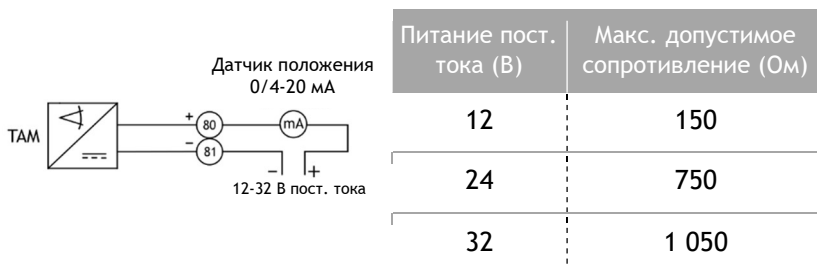 Датчик положения
0/4-20 мА
TAM
+
80
mA
−
81
− +
12-32 В пост. тока
Питание пост. тока (В) Макс. допустимое сопротивление (Ом)
12 150
24 750
32 1 050